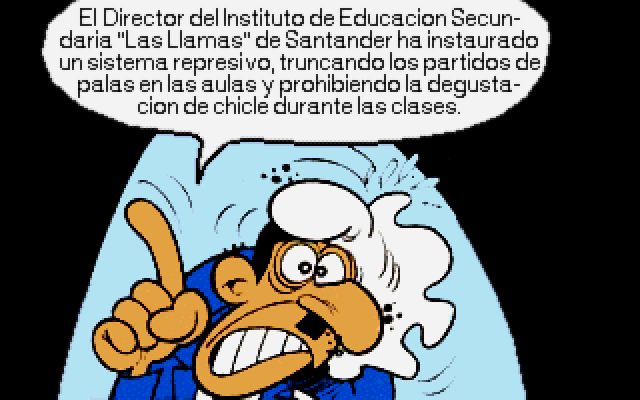 El Director del Instituto de Educacion Secun-
daria "Las Llamas" de Santander ha instaurado
un sistema represivo, truncando los partidos de
palas en las aulas y prohibiendo la degusta-
cion de chicle durante las clases.